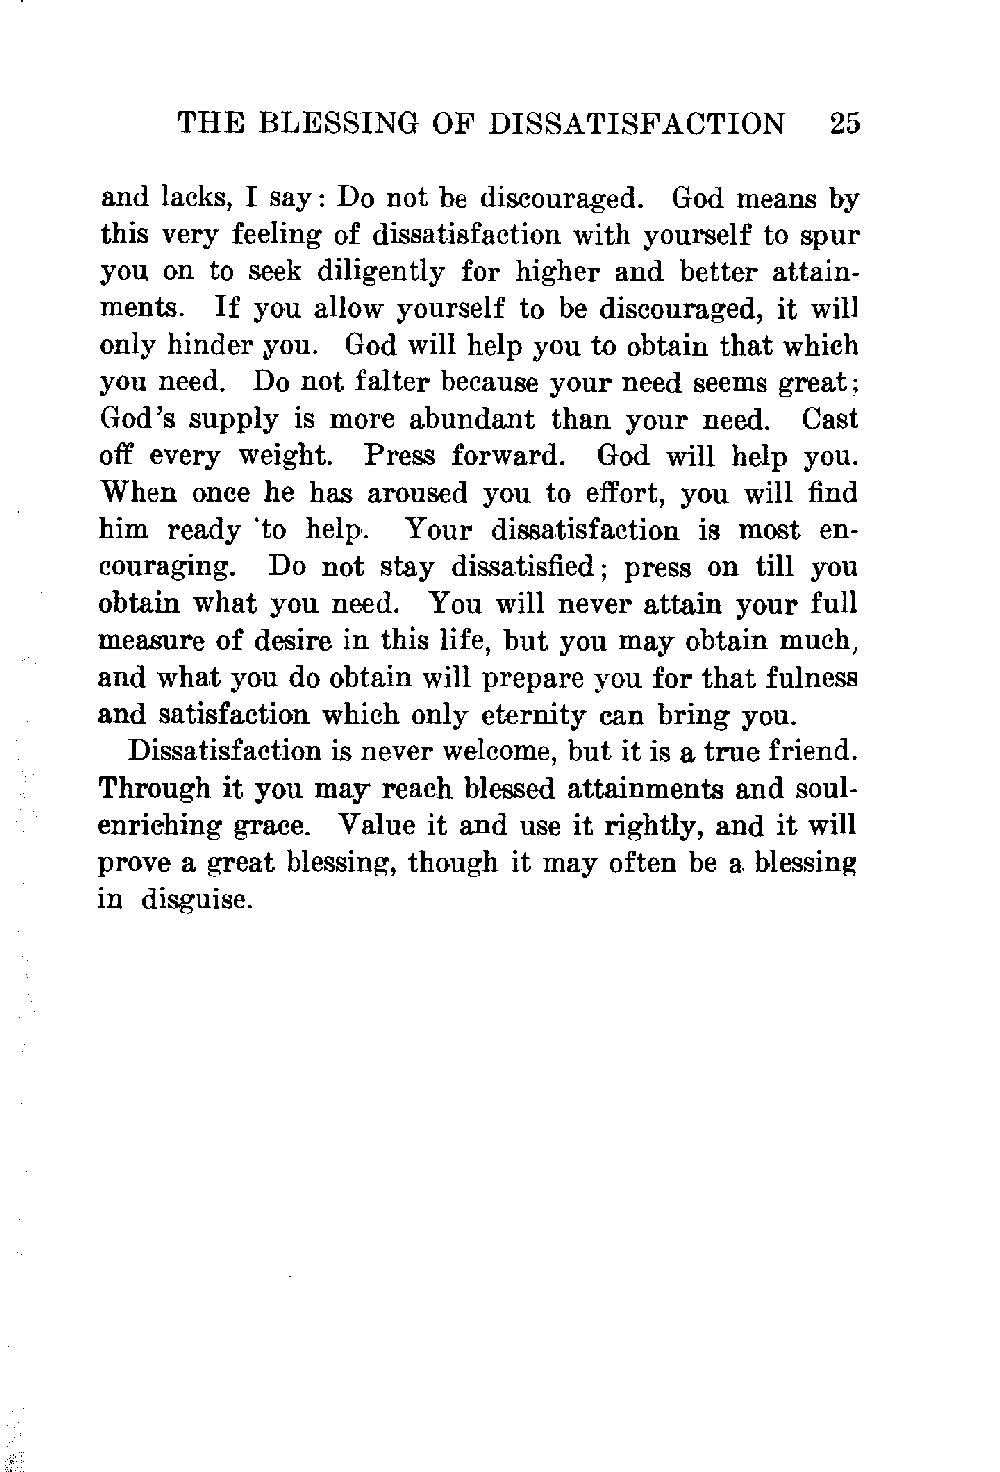 THE BLESSING OF DISSATISFACTION 25
and lacks, I say: Do not be discouraged. God means by
this very feeling of dissatisfaction with yourself to spur
you on to seek diligently for higher and better attain-
ments. If you allow yourself to be discouraged, it will
only hinder you. God will help you to obtain that which
you need. Do not falter because your need seems great;
God's supply is more abundant than your need. Cast
off every weight. Press forward. God will help you.
When once he has aroused you to effort, you will find
him ready to help. Your dissatisfaction is most en-
couraging. Do not stay dissatisfied; press on till you
obtain what you need. You will never attain your full
measure of desire in this life, but you may obtain much,
and what you do obtain will prepare you for that fulness
and satisfaction which only eternity can bring you.
Dissatisfaction is never welcome, but it is a true friend.
Through it you may reach blessed attainments and soul-
enriching grace. Value it and use it rightly, and it will
prove a great blessing, though it may often be a blessing
in disguise.